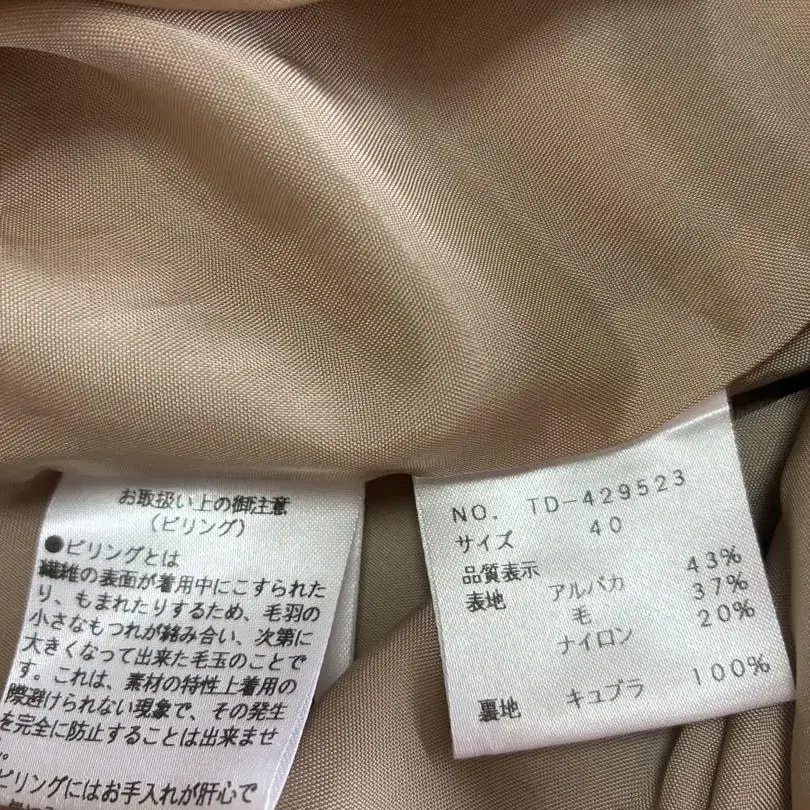 お取扱い上の御注意
(ピリング)
●ピリングとは
繊維の表面が着用中にこすられた
り、もまれたりするため、毛羽の
小さなもつれが絡み合い、次第に
大きくなって出来た毛玉のことで
す。これは、素材の特性上着用の
際避けられない現象で、その発生
を完全に防止することは出来ませ
。
ピリングにはお手入れが肝心で
NO. TD-429523
サイズ 40
品質表示
表地 アルパカ 43%
毛 37%
ナイロン 20%
裏地 キュプラ 100%